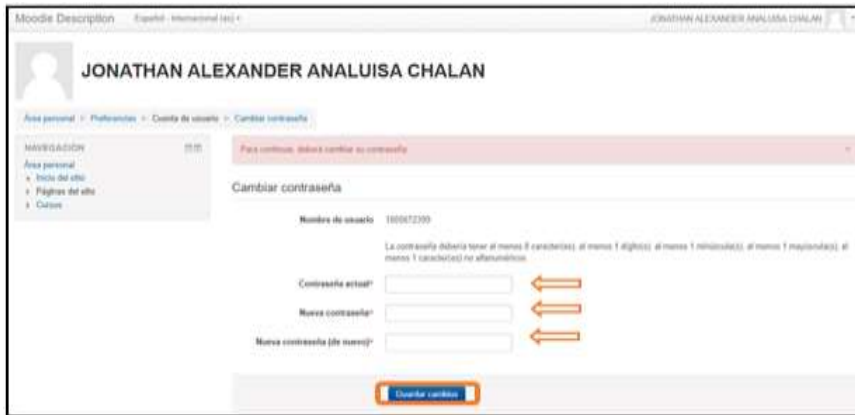 Moodle Description Español - Internacional (es) JONATHAN ALEXANDER ANALUISA CHALAN
JONATHAN ALEXANDER ANALUISA CHALAN
Área personal > Preferencias > Cuenta de usuario > Cambiar contraseña
NAVEGACIÓN
Área personal
Inicio del sitio
Páginas del sitio
Cursos
Para continuar, deberá cambiar su contraseña
Cambiar contraseña
Nombre de usuario
La contraseña debería tener al menos 8 caracter(es), al menos 1 dígito(s), al menos 1 minúscula(s), al menos 1 mayúscula(s), al
menos 1 caracter(es) no alfanuméricos
Contraseña actual*
Nueva contraseña*
Nueva contraseña (de nuevo)*
Guardar cambios